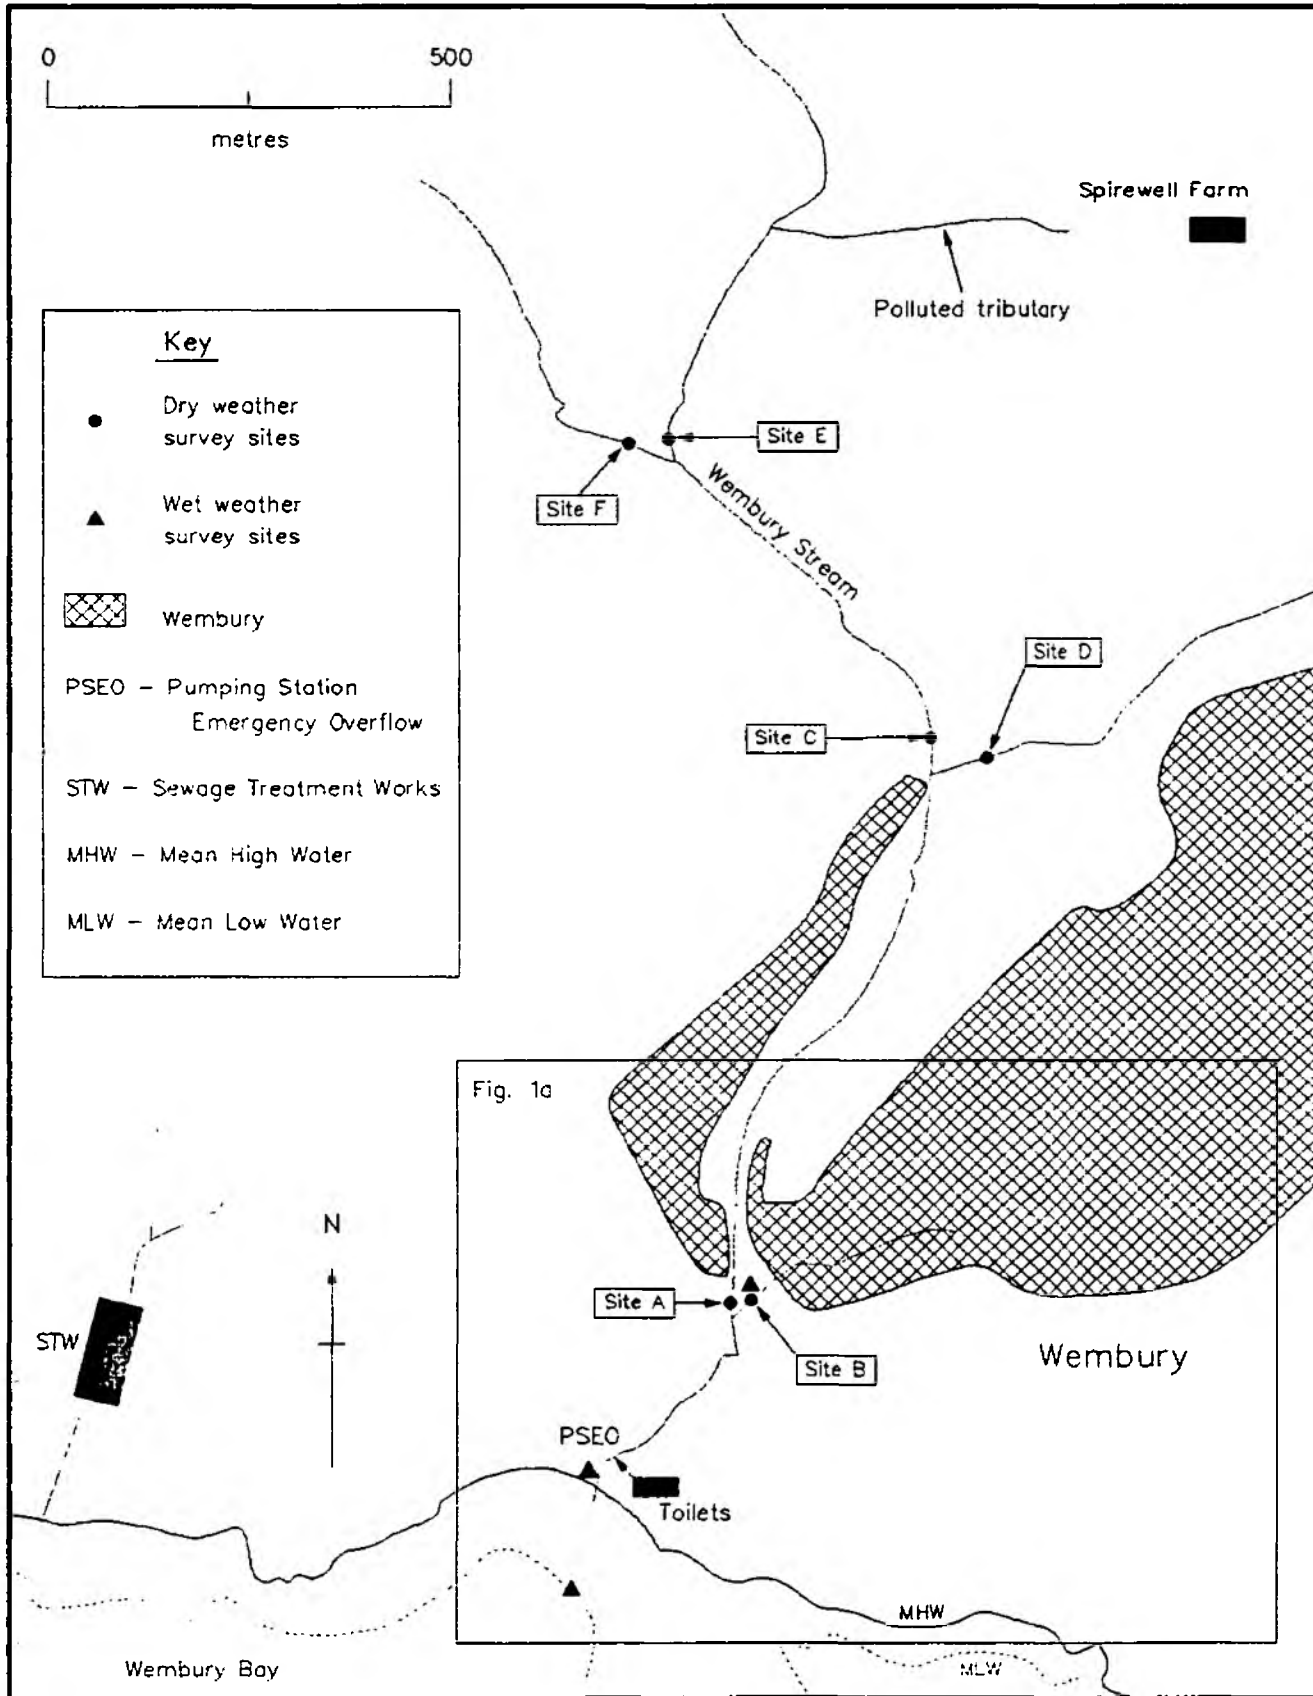 0 500
metres
Spirewell Farm
Polluted tributary
Key
Dry weather
survey sites
Wet weather
survey sites
Wembury
PSEO – Pumping Station
Emergency Overflow
STW – Sewage Treatment Works
MHW – Mean High Water
MLW – Mean Low Water
Site E
Site F
Wembury Stream
Site D
Site C
Fig. 1a
N
STW
Site A
Site B
Wembury
PSEO
Toilets
MHW
Wembury Bay
MLW